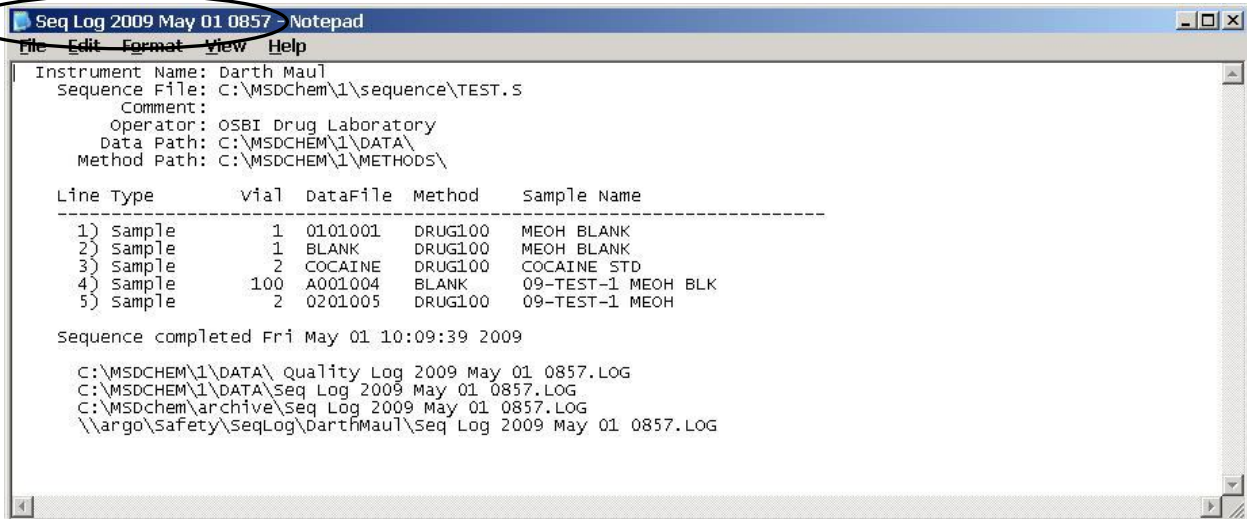 Seq Log 2009 May 01 0857 - Notepad
File Edit Format View Help
Instrument Name: Darth Maul
Sequence File: C:\MSDChem\1\sequence\TEST.S
Comment:
Operator: OSBI Drug Laboratory
Data Path: C:\MSDCHEM\1\DATA\
Method Path: C:\MSDCHEM\1\METHODS\
Line Type Vial DataFile Method Sample Name
--------------------------------------------------------------------------
1) Sample 1 0101001 DRUG100 MEOH BLANK
2) Sample 1 BLANK DRUG100 MEOH BLANK
3) Sample 2 COCAINE DRUG100 COCAINE STD
4) Sample 100 A001004 BLANK 09-TEST-1 MEOH BLK
5) Sample 2 0201005 DRUG100 09-TEST-1 MEOH
Sequence completed Fri May 01 10:09:39 2009
C:\MSDCHEM\1\DATA\ Quality Log 2009 May 01 0857.LOG
C:\MSDCHEM\1\DATA\Seq Log 2009 May 01 0857.LOG
C:\MSDchem\archive\Seq Log 2009 May 01 0857.LOG
\\argo\Safety\SeqLog\DarthMaul\Seq Log 2009 May 01 0857.LOG